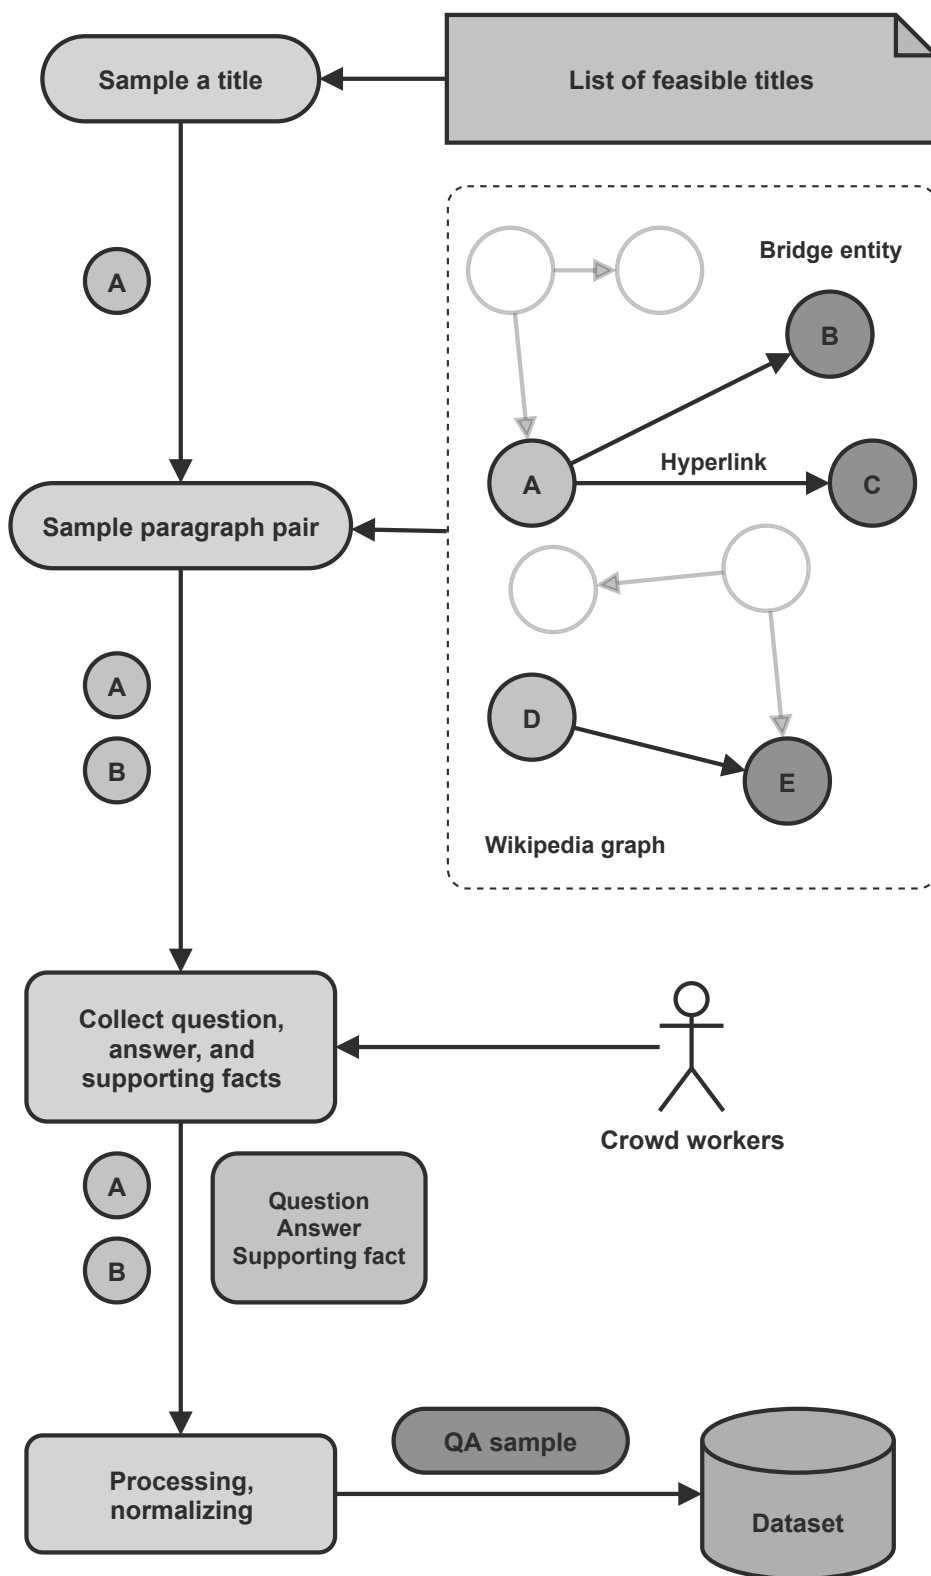 Sample a title
List of feasible titles
A
Bridge entity
B
A
Hyperlink
C
Sample paragraph pair
A
B
D
E
Wikipedia graph
Collect question,
answer, and
supporting facts
Crowd workers
A
B
Question
Answer
Supporting fact
QA sample
Processing,
normalizing
Dataset